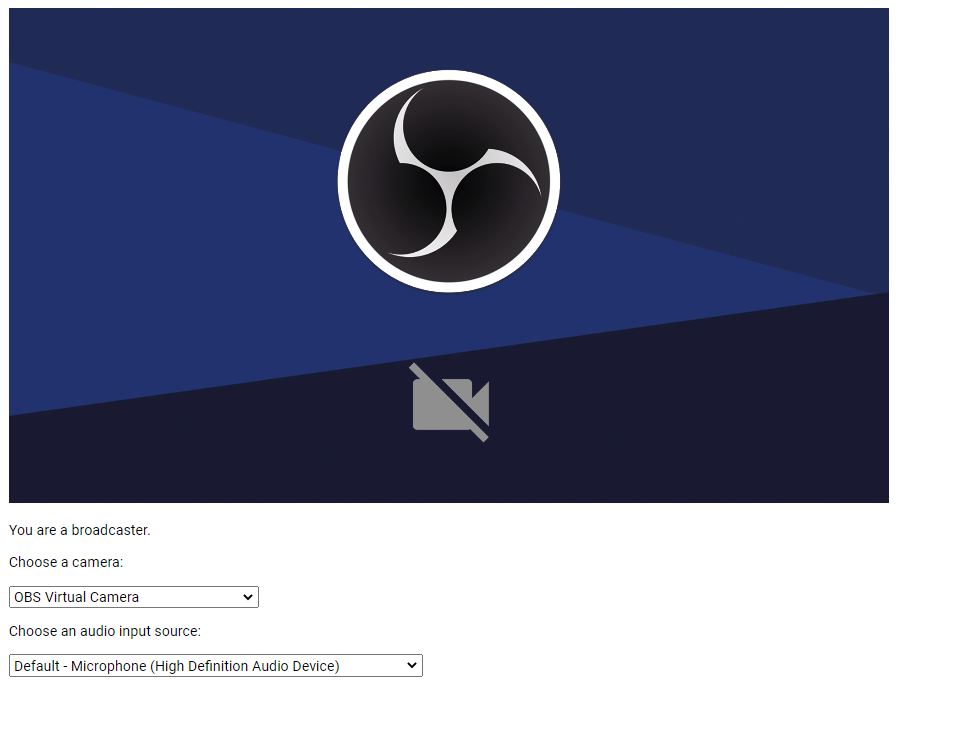 You are a broadcaster.
Choose a camera:
OBS Virtual Camera
Choose an audio input source:
Default - Microphone (High Definition Audio Device)